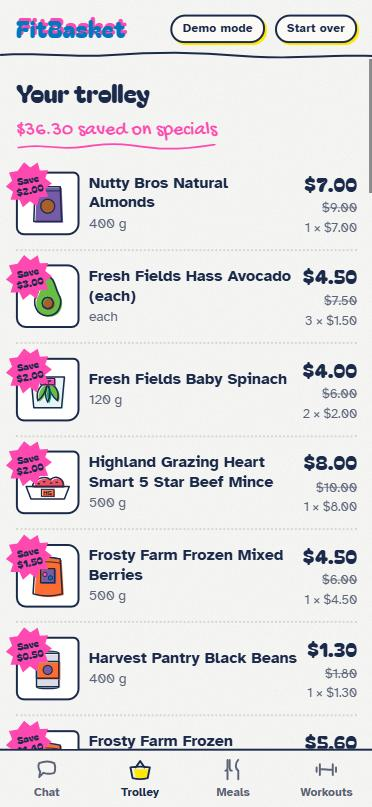 FitBasket
Demo mode
Start over
Your trolley
$36.30 saved on specials
Save
$2.00
Nutty Bros Natural
Almonds
400 g
$7.00
$9.00
1 × $7.00
Save
$3.00
Fresh Fields Hass Avocado
(each)
each
$4.50
$7.50
3 × $1.50
Save
$2.00
Fresh Fields Baby Spinach
120 g
$4.00
$6.00
2 × $2.00
Save
$2.00
Highland Grazing Heart
Smart 5 Star Beef Mince
500 g
$8.00
$10.00
1 × $8.00
Save
$1.50
Frosty Farm Frozen Mixed
Berries
500 g
$4.50
$6.00
1 × $4.50
Save
$0.50
Harvest Pantry Black Beans
400 g
$1.30
$1.80
1 × $1.30
Save
Frosty Farm Frozen
$5.60
Chat
Trolley
Meals
Workouts